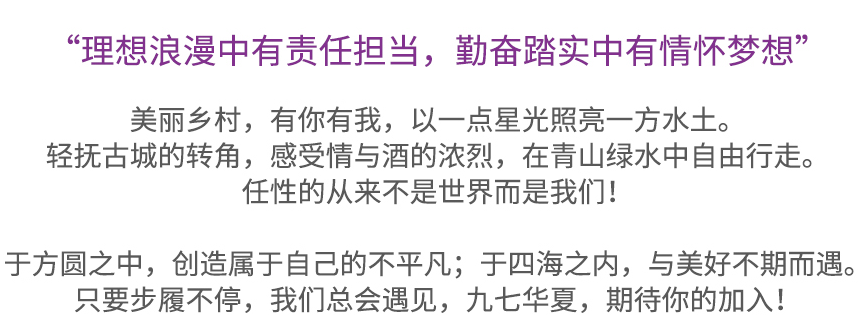 “理想浪漫中有责任担当，勤奋踏实中有情怀梦想”
美丽乡村，有你有我，以一点星光照亮一方水土。
轻抚古城的转角，感受情与酒的浓烈，在青山绿水中自由行走。
任性的从来不是世界而是我们！
于方圆之中，创造属于自己的不平凡；于四海之内，与美好不期而遇。
只要步履不停，我们总会遇见，九七华夏，期待你的加入！